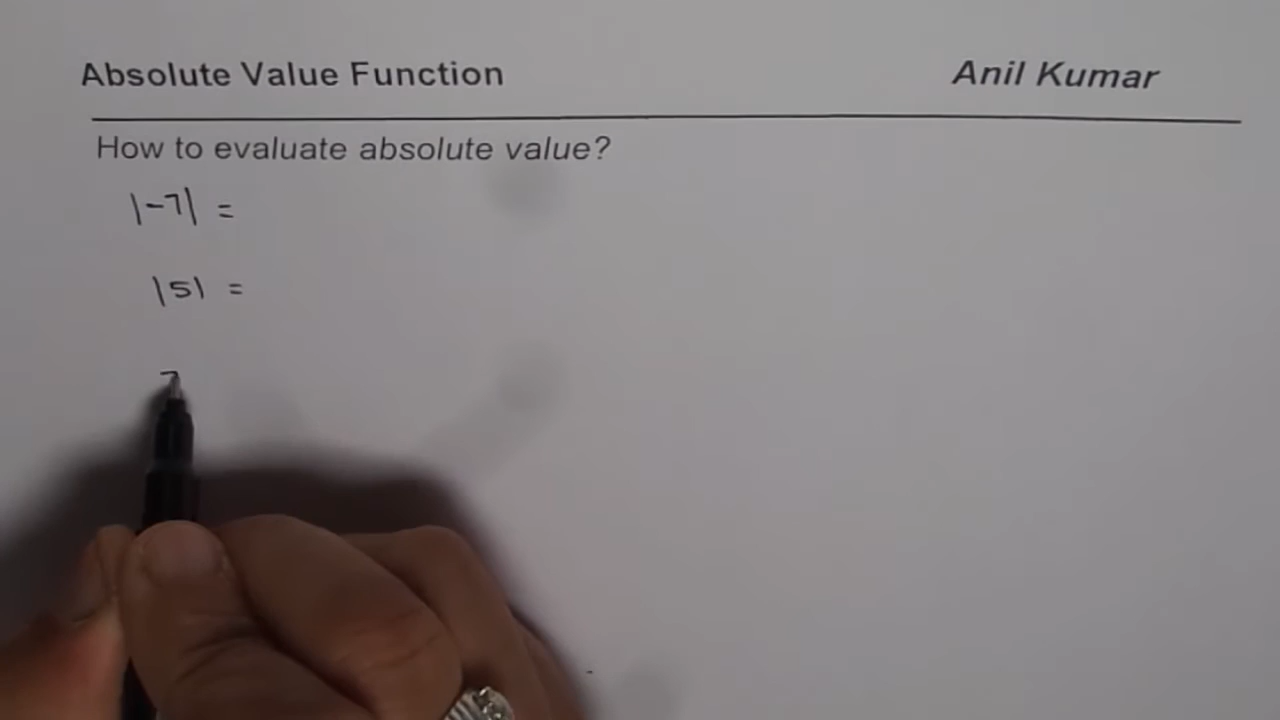 Absolute Value Function Anil Kumar
How to evaluate absolute value?
|-7| =
|5| =